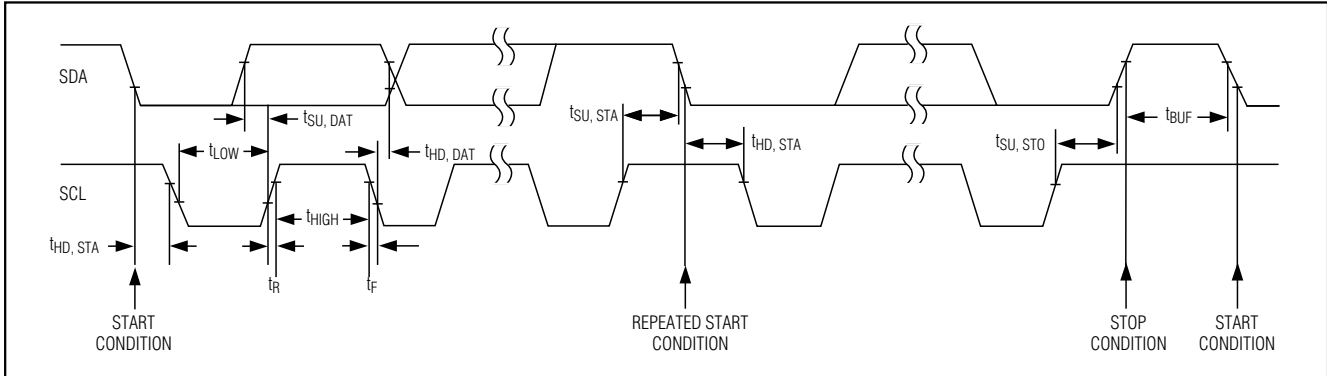 SDA
tSU, DAT
tSU, STA
tBUF
tLOW
tHD, DAT
tHD, STA
tSU, STO
SCL
tHIGH
tHD, STA
tR
tF
START
CONDITION
REPEATED START
CONDITION
STOP
CONDITION
START
CONDITION